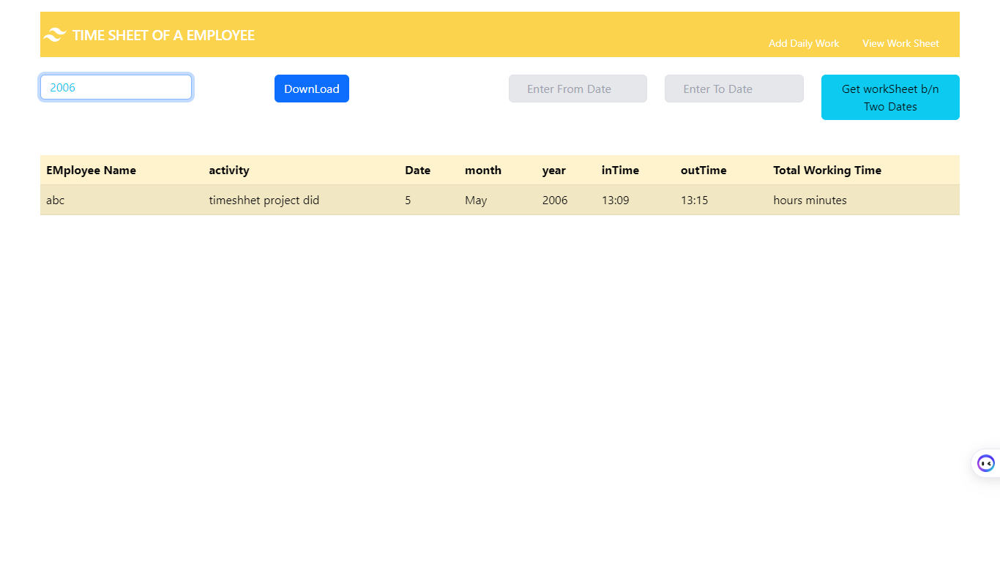 TIME SHEET OF A EMPLOYEE
Add Daily Work View Work Sheet
2006
DownLoad
Enter From Date
Enter To Date
Get workSheet b/n
Two Dates
EMployee Name activity Date month year inTime outTime Total Working Time
abc timeshhet project did 5 May 2006 13:09 13:15 hours minutes